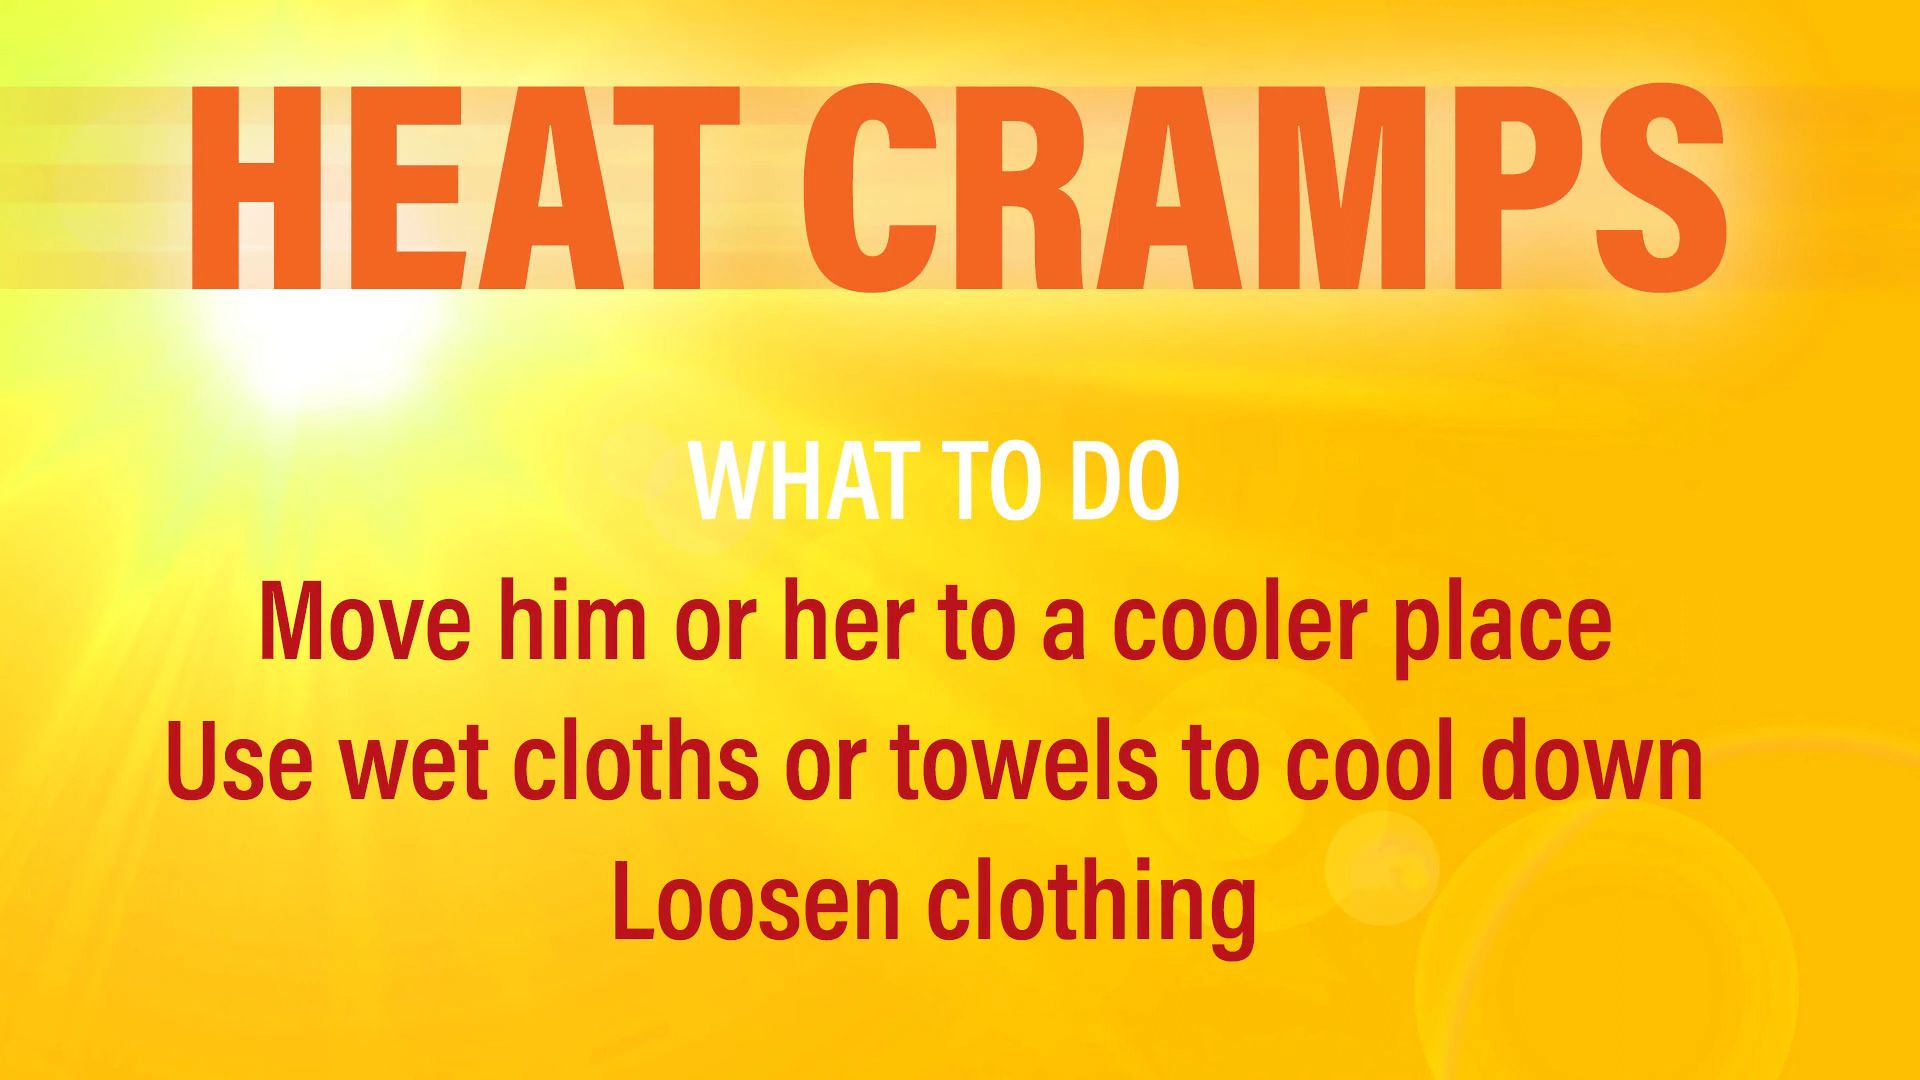 HEAT CRAMPS
WHAT TO DO
Move him or her to a cooler place
Use wet cloths or towels to cool down
Loosen clothing